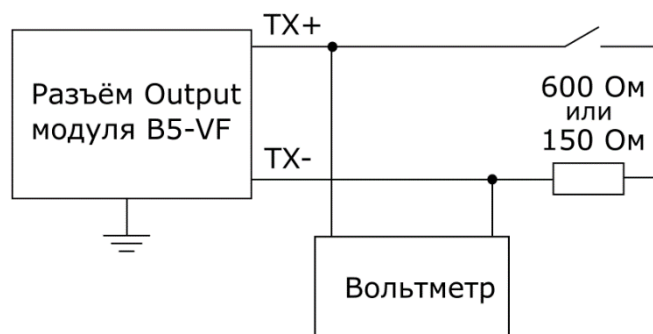 TX+
Разъём Output
модуля B5-VF
600 Ом
или
150 Ом
TX-
Вольтметр